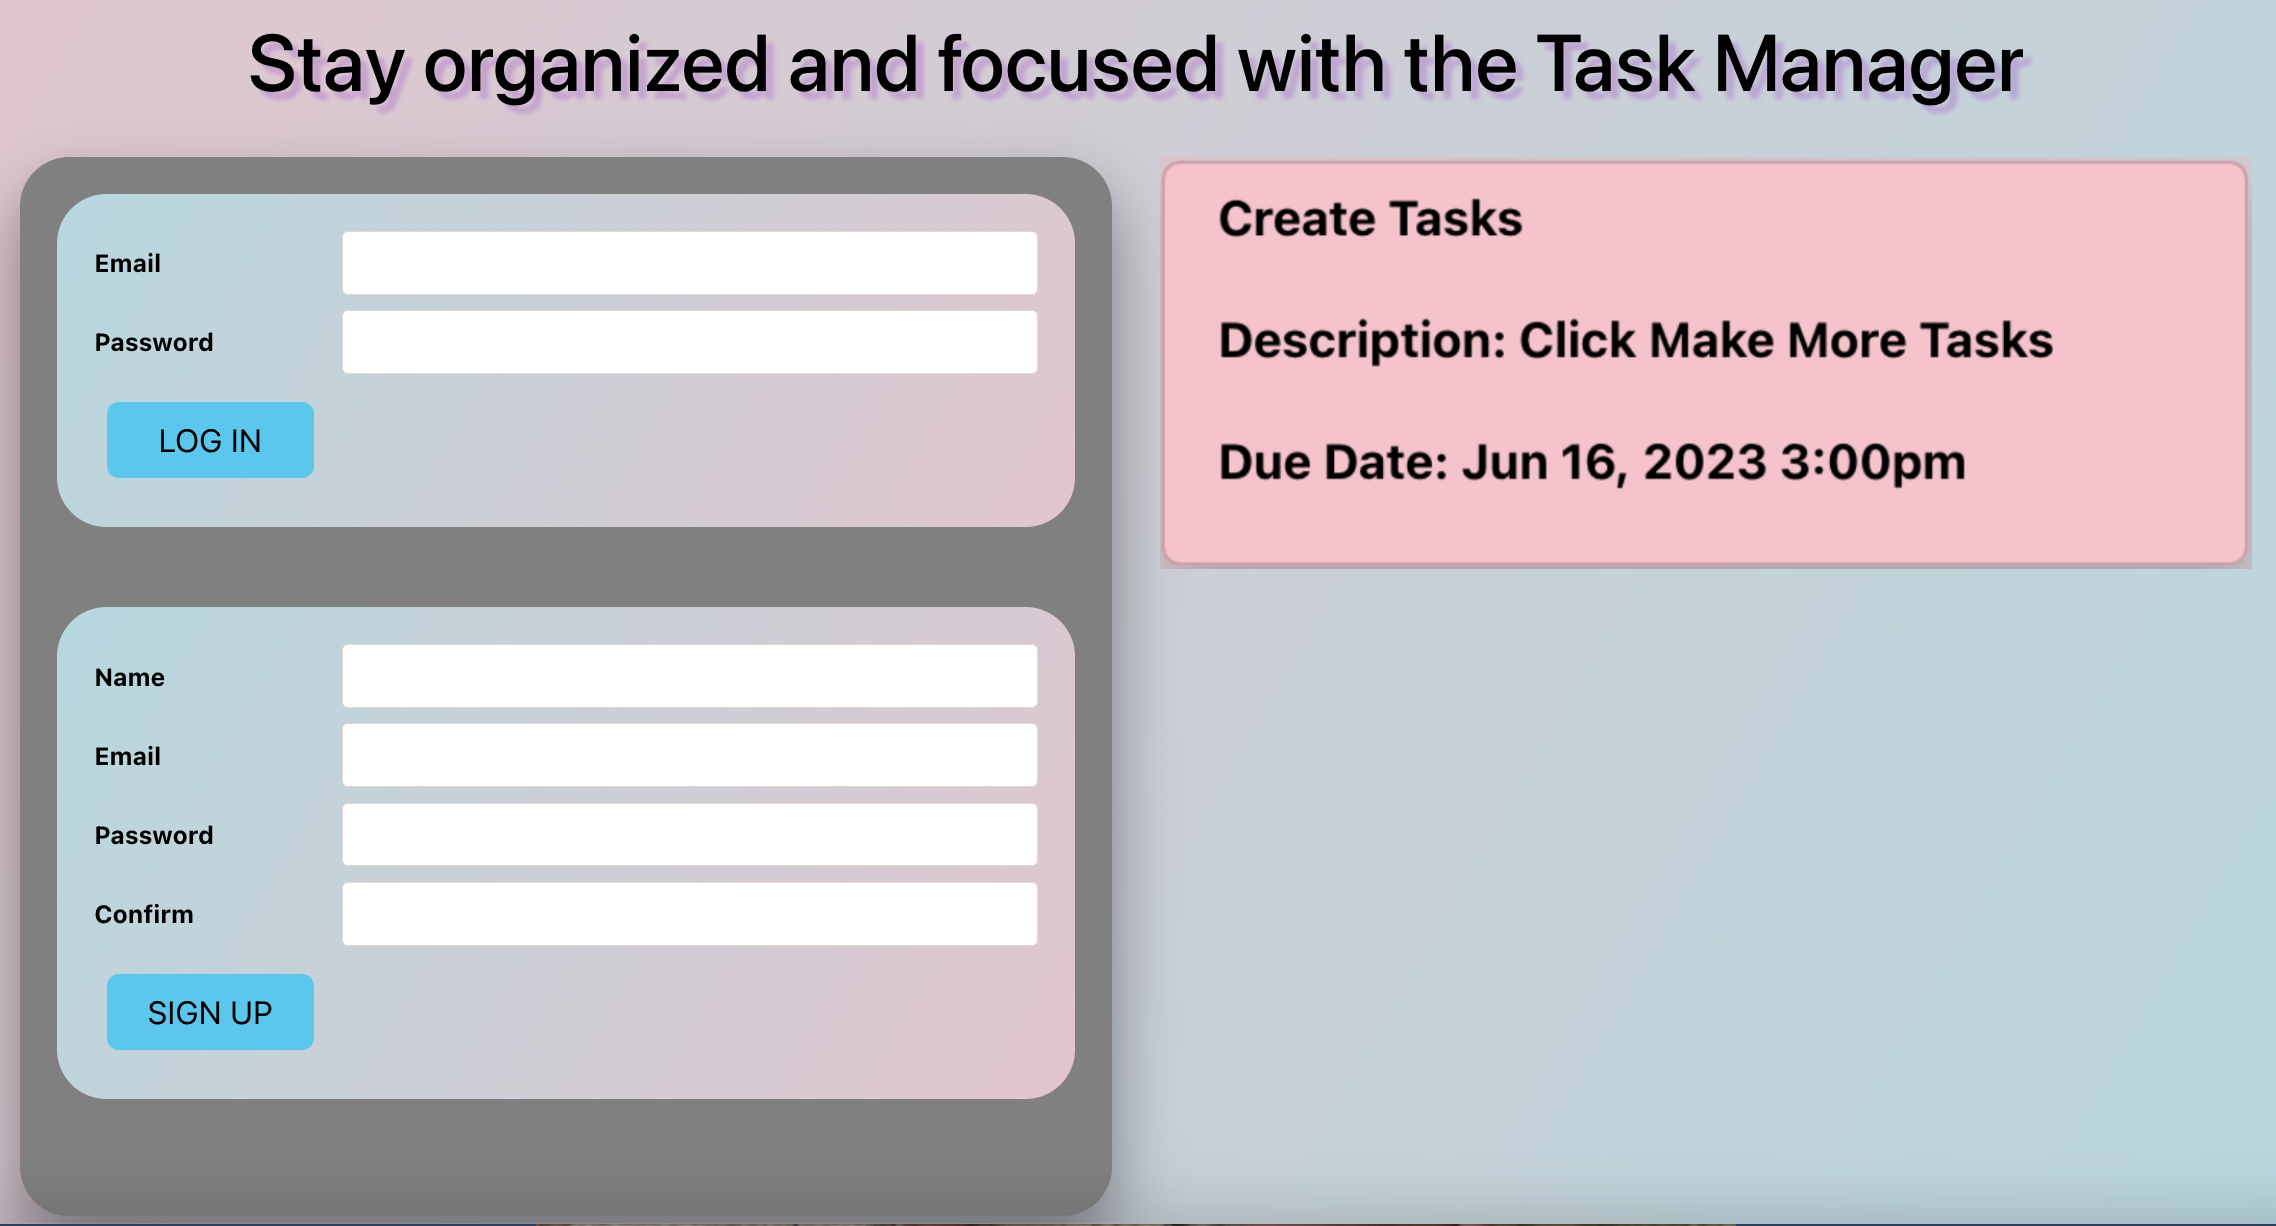 Stay organized and focused with the Task Manager
Email
Password
LOG IN
Name
Email
Password
Confirm
SIGN UP
Create Tasks
Description: Click Make More Tasks
Due Date: Jun 16, 2023 3:00pm